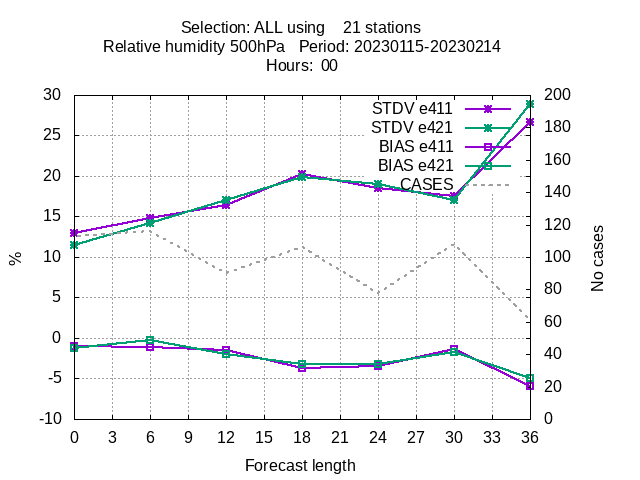 Selection: ALL using    21 stations
Relative humidity 500hPa   Period: 20230115-20230214
Hours:  00
30
25
20
15
10
5
0
-5
-10
200
180
160
140
120
100
80
60
40
20
0
%
No cases
STDV e411
STDV e421
BIAS e411
BIAS e421
CASES
0 3 6 9 12 15 18 21 24 27 30 33 36
Forecast length